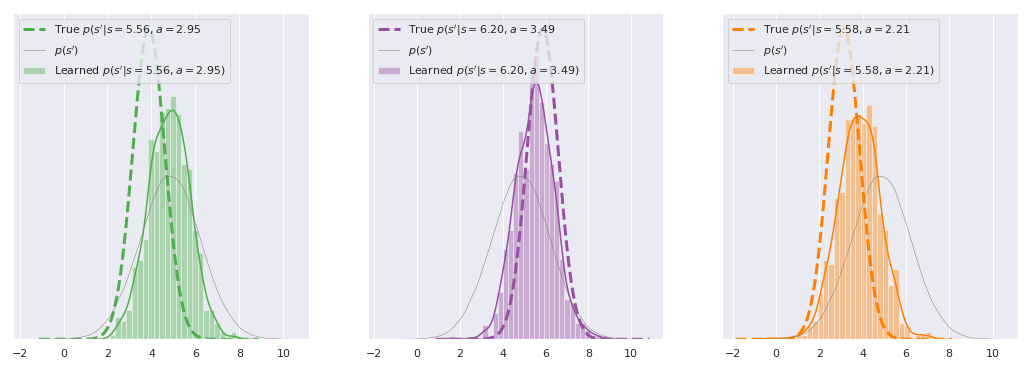 True p(s′|s = 5.56, a = 2.95
p(s′)
Learned p(s′|s = 5.56, a = 2.95)
−2 0 2 4 6 8 10
True p(s′|s = 6.20, a = 3.49
p(s′)
Learned p(s′|s = 6.20, a = 3.49)
−2 0 2 4 6 8 10
True p(s′|s = 5.58, a = 2.21
p(s′)
Learned p(s′|s = 5.58, a = 2.21)
−2 0 2 4 6 8 10